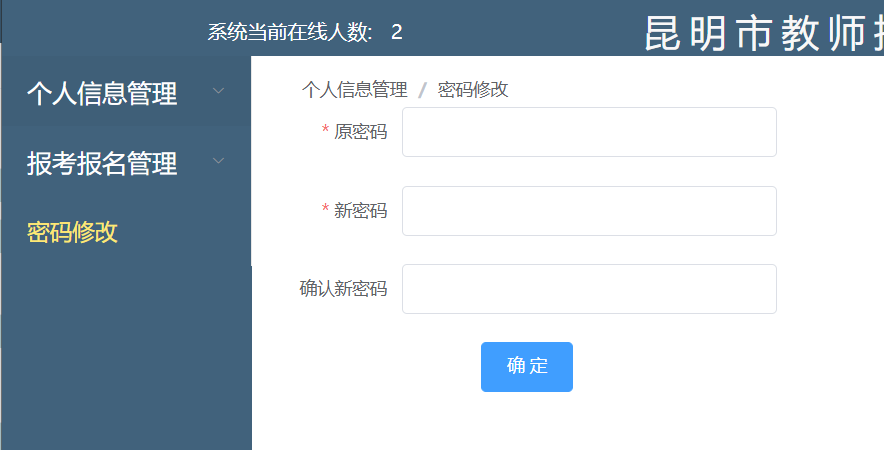 系统当前在线人数: 2
昆明市教师
个人信息管理
报考报名管理
密码修改
个人信息管理 / 密码修改
* 原密码
* 新密码
确认新密码
确定